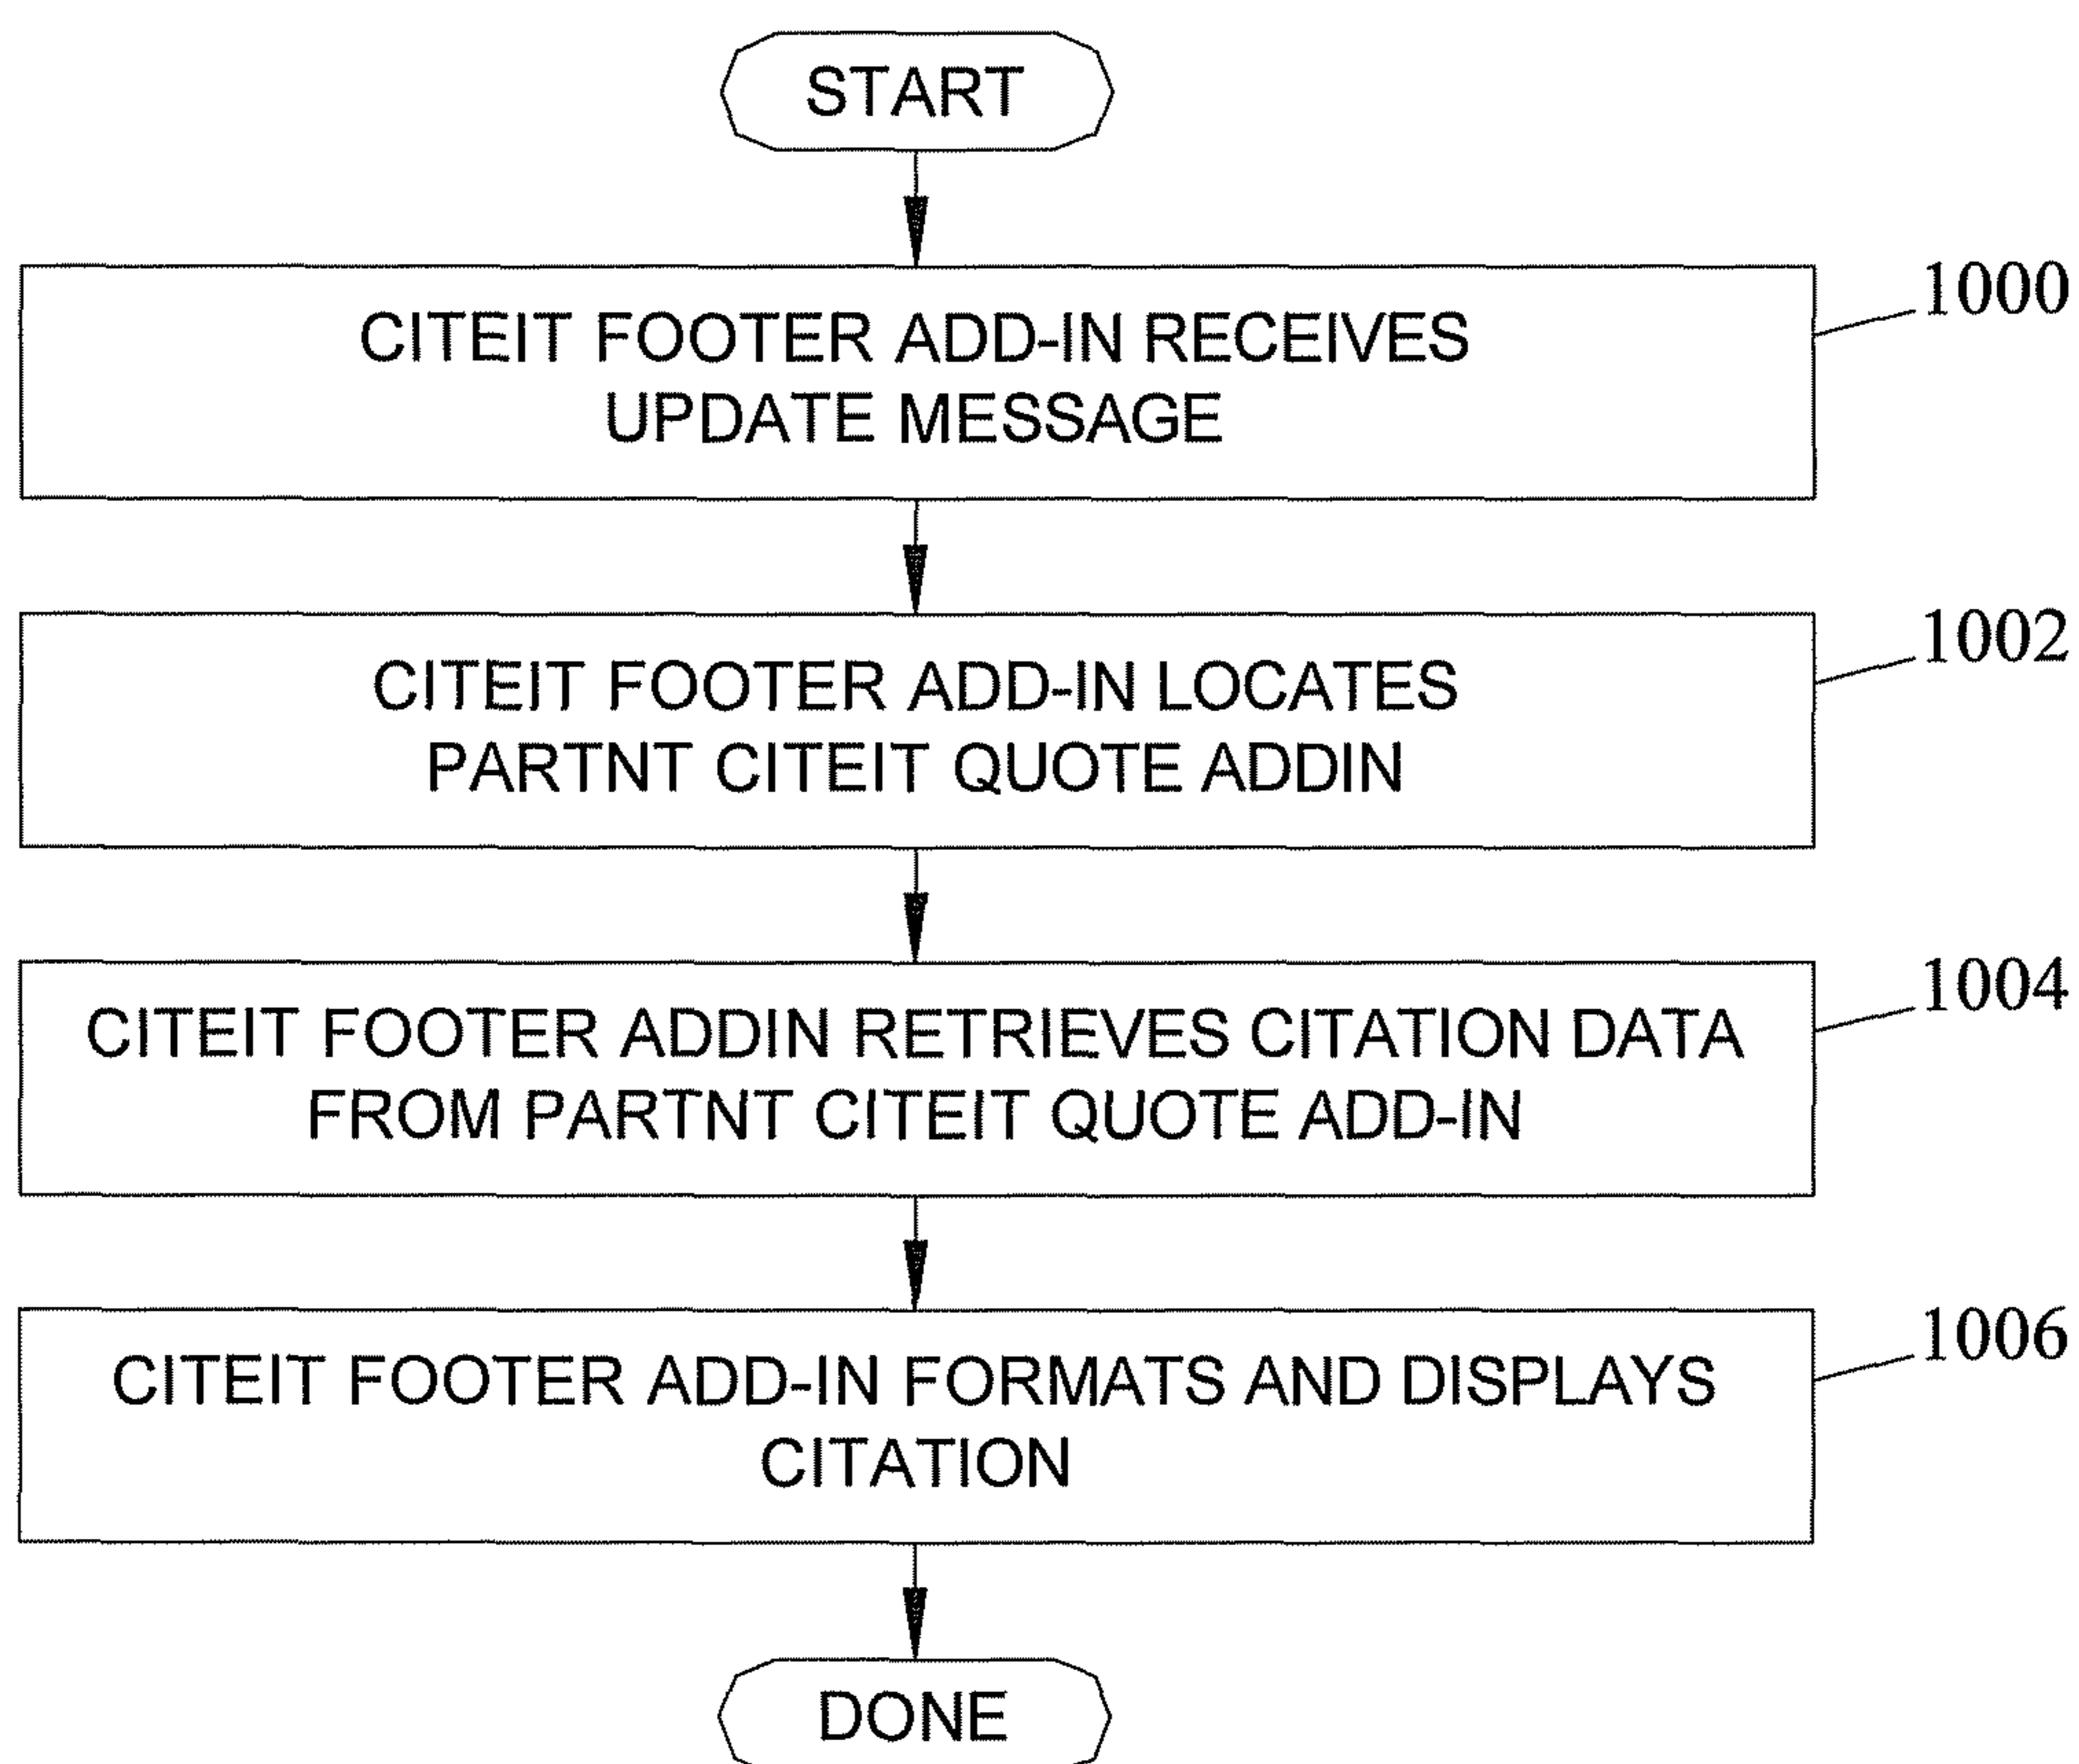 START
CITEIT FOOTER ADD-IN RECEIVES
UPDATE MESSAGE
1000
CITEIT FOOTER ADD-IN LOCATES
PARTNT CITEIT QUOTE ADDIN
1002
CITEIT FOOTER ADDIN RETRIEVES CITATION DATA
FROM PARTNT CITEIT QUOTE ADD-IN
1004
CITEIT FOOTER ADD-IN FORMATS AND DISPLAYS
CITATION
1006
DONE